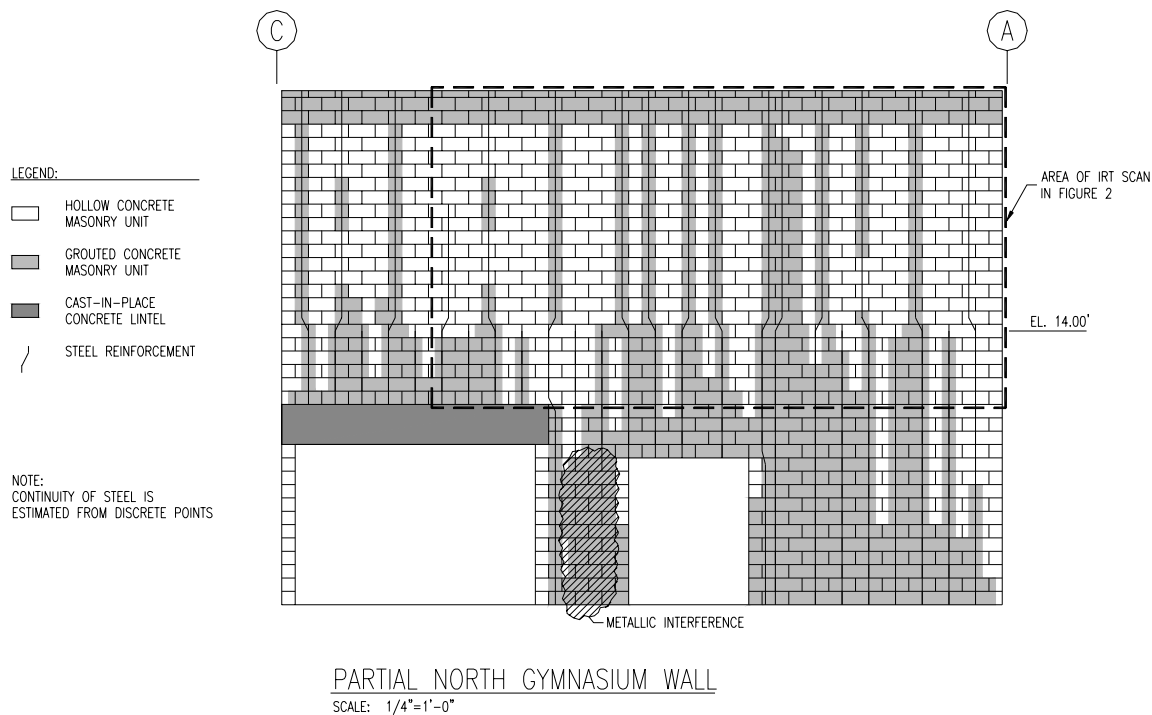 C
A
LEGEND:
HOLLOW CONCRETE
MASONRY UNIT
GROUTED CONCRETE
MASONRY UNIT
CAST-IN-PLACE
CONCRETE LINTEL
STEEL REINFORCEMENT
AREA OF IRT SCAN
IN FIGURE 2
EL. 14.00'
NOTE:
CONTINUITY OF STEEL IS
ESTIMATED FROM DISCRETE POINTS
METALLIC INTERFERENCE
PARTIAL NORTH GYMNASIUM WALL
SCALE: 1/4"=1'-0"